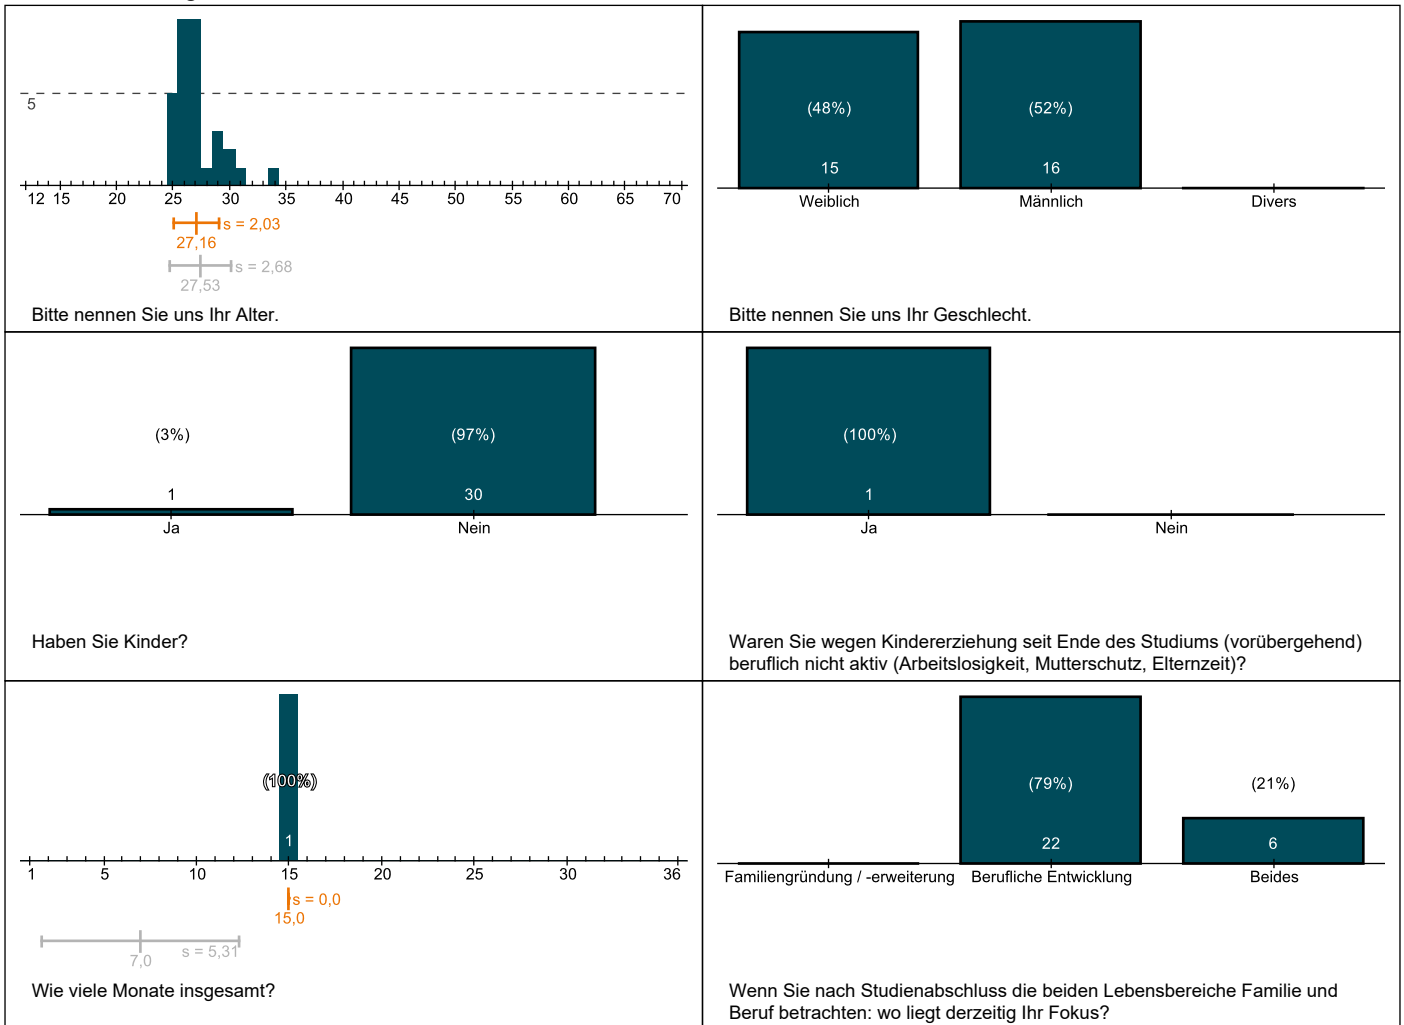 5
12 15 20 25 30 35 40 45 50 55 60 65 70
s = 2,03
27,16
s = 2,68
27,53
Bitte nennen Sie uns Ihr Alter.
(48%) (52%)
15 16
Weiblich Männlich Divers
Bitte nennen Sie uns Ihr Geschlecht.
(3%) (97%)
1 30
Ja Nein
Haben Sie Kinder?
(100%)
1
Ja Nein
Waren Sie wegen Kindererziehung seit Ende des Studiums (vorübergehend)
beruflich nicht aktiv (Arbeitslosigkeit, Mutterschutz, Elternzeit)?
(100%)
1
1 5 10 15 20 25 30 36
s = 0,0
15,0
s = 5,31
7,0
Wie viele Monate insgesamt?
(79%) (21%)
22 6
Familiengründung / -erweiterung Berufliche Entwicklung Beides
Wenn Sie nach Studienabschluss die beiden Lebensbereiche Familie und
Beruf betrachten: wo liegt derzeitig Ihr Fokus?